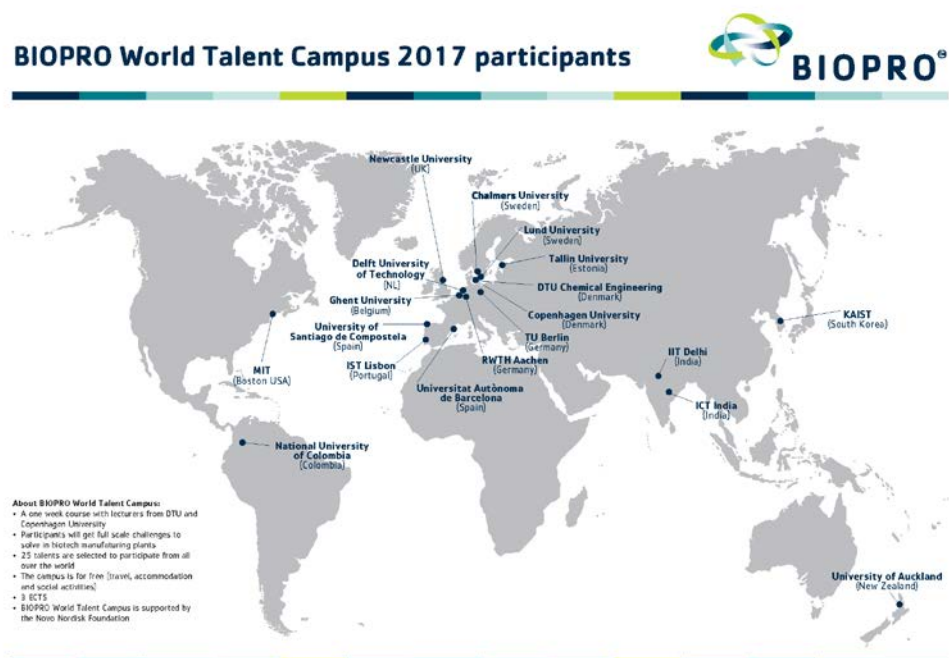 BIOPRO World Talent Campus 2017 participants
BIOPRO®
Newcastle University
(UK)
Chalmers University
(Sweden)
Lund University
(Sweden)
Tallin University
(Estonia)
Delft University
of Technology
(NL)
DTU Chemical Engineering
(Denmark)
Ghent University
(Belgium)
Copenhagen University
(Denmark)
KAIST
(South Korea)
University of
Santiago de Compostela
(Spain)
TU Berlin
(Germany)
IIT Delhi
(India)
RWTH Aachen
(Germany)
IST Lisbon
(Portugal)
MIT
(Boston USA)
Universitat Autònoma
de Barcelona
(Spain)
ICT India
(India)
National University
of Colombia
(Colombia)
About BIOPRO World Talent Campus:
• A one week course with lecturers from DTU and
Copenhagen University
• Participants will get full scale challenges to
solve in biotech manufaturing plants
• 25 talents are selected to participate from all
over the world
• The campus is for free (travel, accommodation
and social activities)
• 3 ECTS
• BIOPRO World Talent Campus is supported by
the Novo Nordisk Foundation
University of Auckland
(New Zealand)